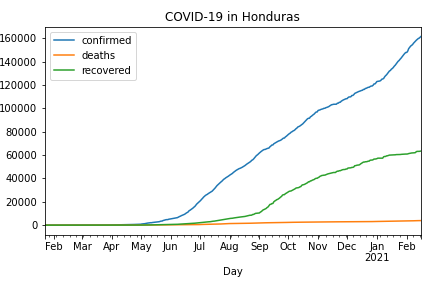 COVID-19 in Honduras
confirmed
deaths
recovered
160000
140000
120000
100000
80000
60000
40000
20000
0
Feb Mar Apr May Jun Jul Aug Sep Oct Nov Dec Jan Feb
2021
Day